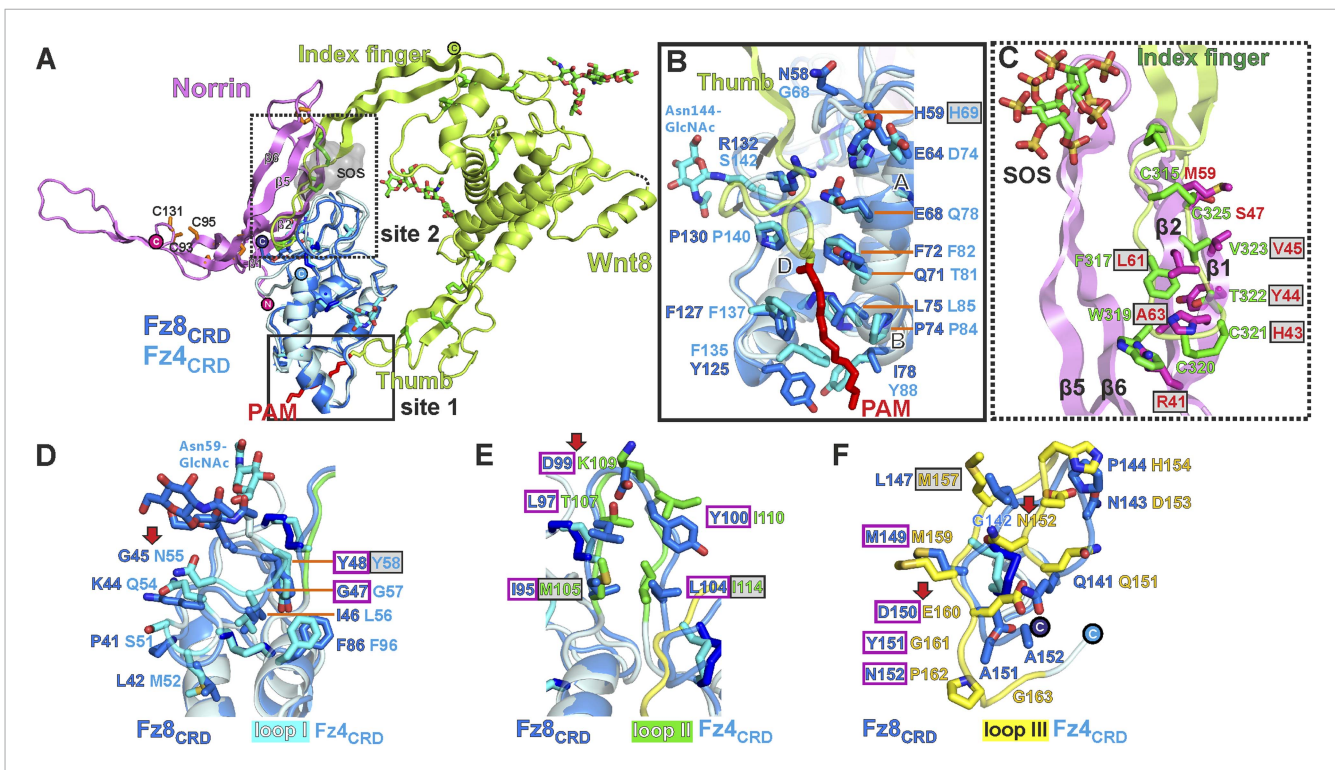 A
Index finger
C
Norrin
β6
β5
SOS
β2
C131
C95
C
C93
C
β1
C
N
site 2
Wnt8
Fz8CRD
Fz4CRD
Thumb
PAM
site 1
B
Thumb
N58
G68
Asn144-
GlcNAc
H59 H69
R132
S142
E64 D74
A
E68 Q78
P130 P140
F72 F82
D
Q71 T81
L75 L85
F127 F137
P74 P84
B
F135
Y125
I78
Y88
PAM
C
Index finger
SOS
C315 M59
C325 S47
β2
V323 V45
F317 L61
β1
T322 Y44
W319 A63
C321 H43
C320
β5 β6
R41
D
Asn59-
GlcNAc
G45 N55
Y48 Y58
K44 Q54
G47 G57
I46 L56
P41 S51
F86 F96
L42 M52
Fz8CRD loop I Fz4CRD
E
D99 K109
L97 T107
Y100 I110
I95 M105
L104 I114
Fz8CRD loop II Fz4CRD
F
P144 H154
L147 M157
N143 D153
G142 N152
M149 M159
Q141 Q151
D150 E160
C
C
Y151 G161
A152
A151
N152 P162
G163
Fz8CRD loop III Fz4CRD